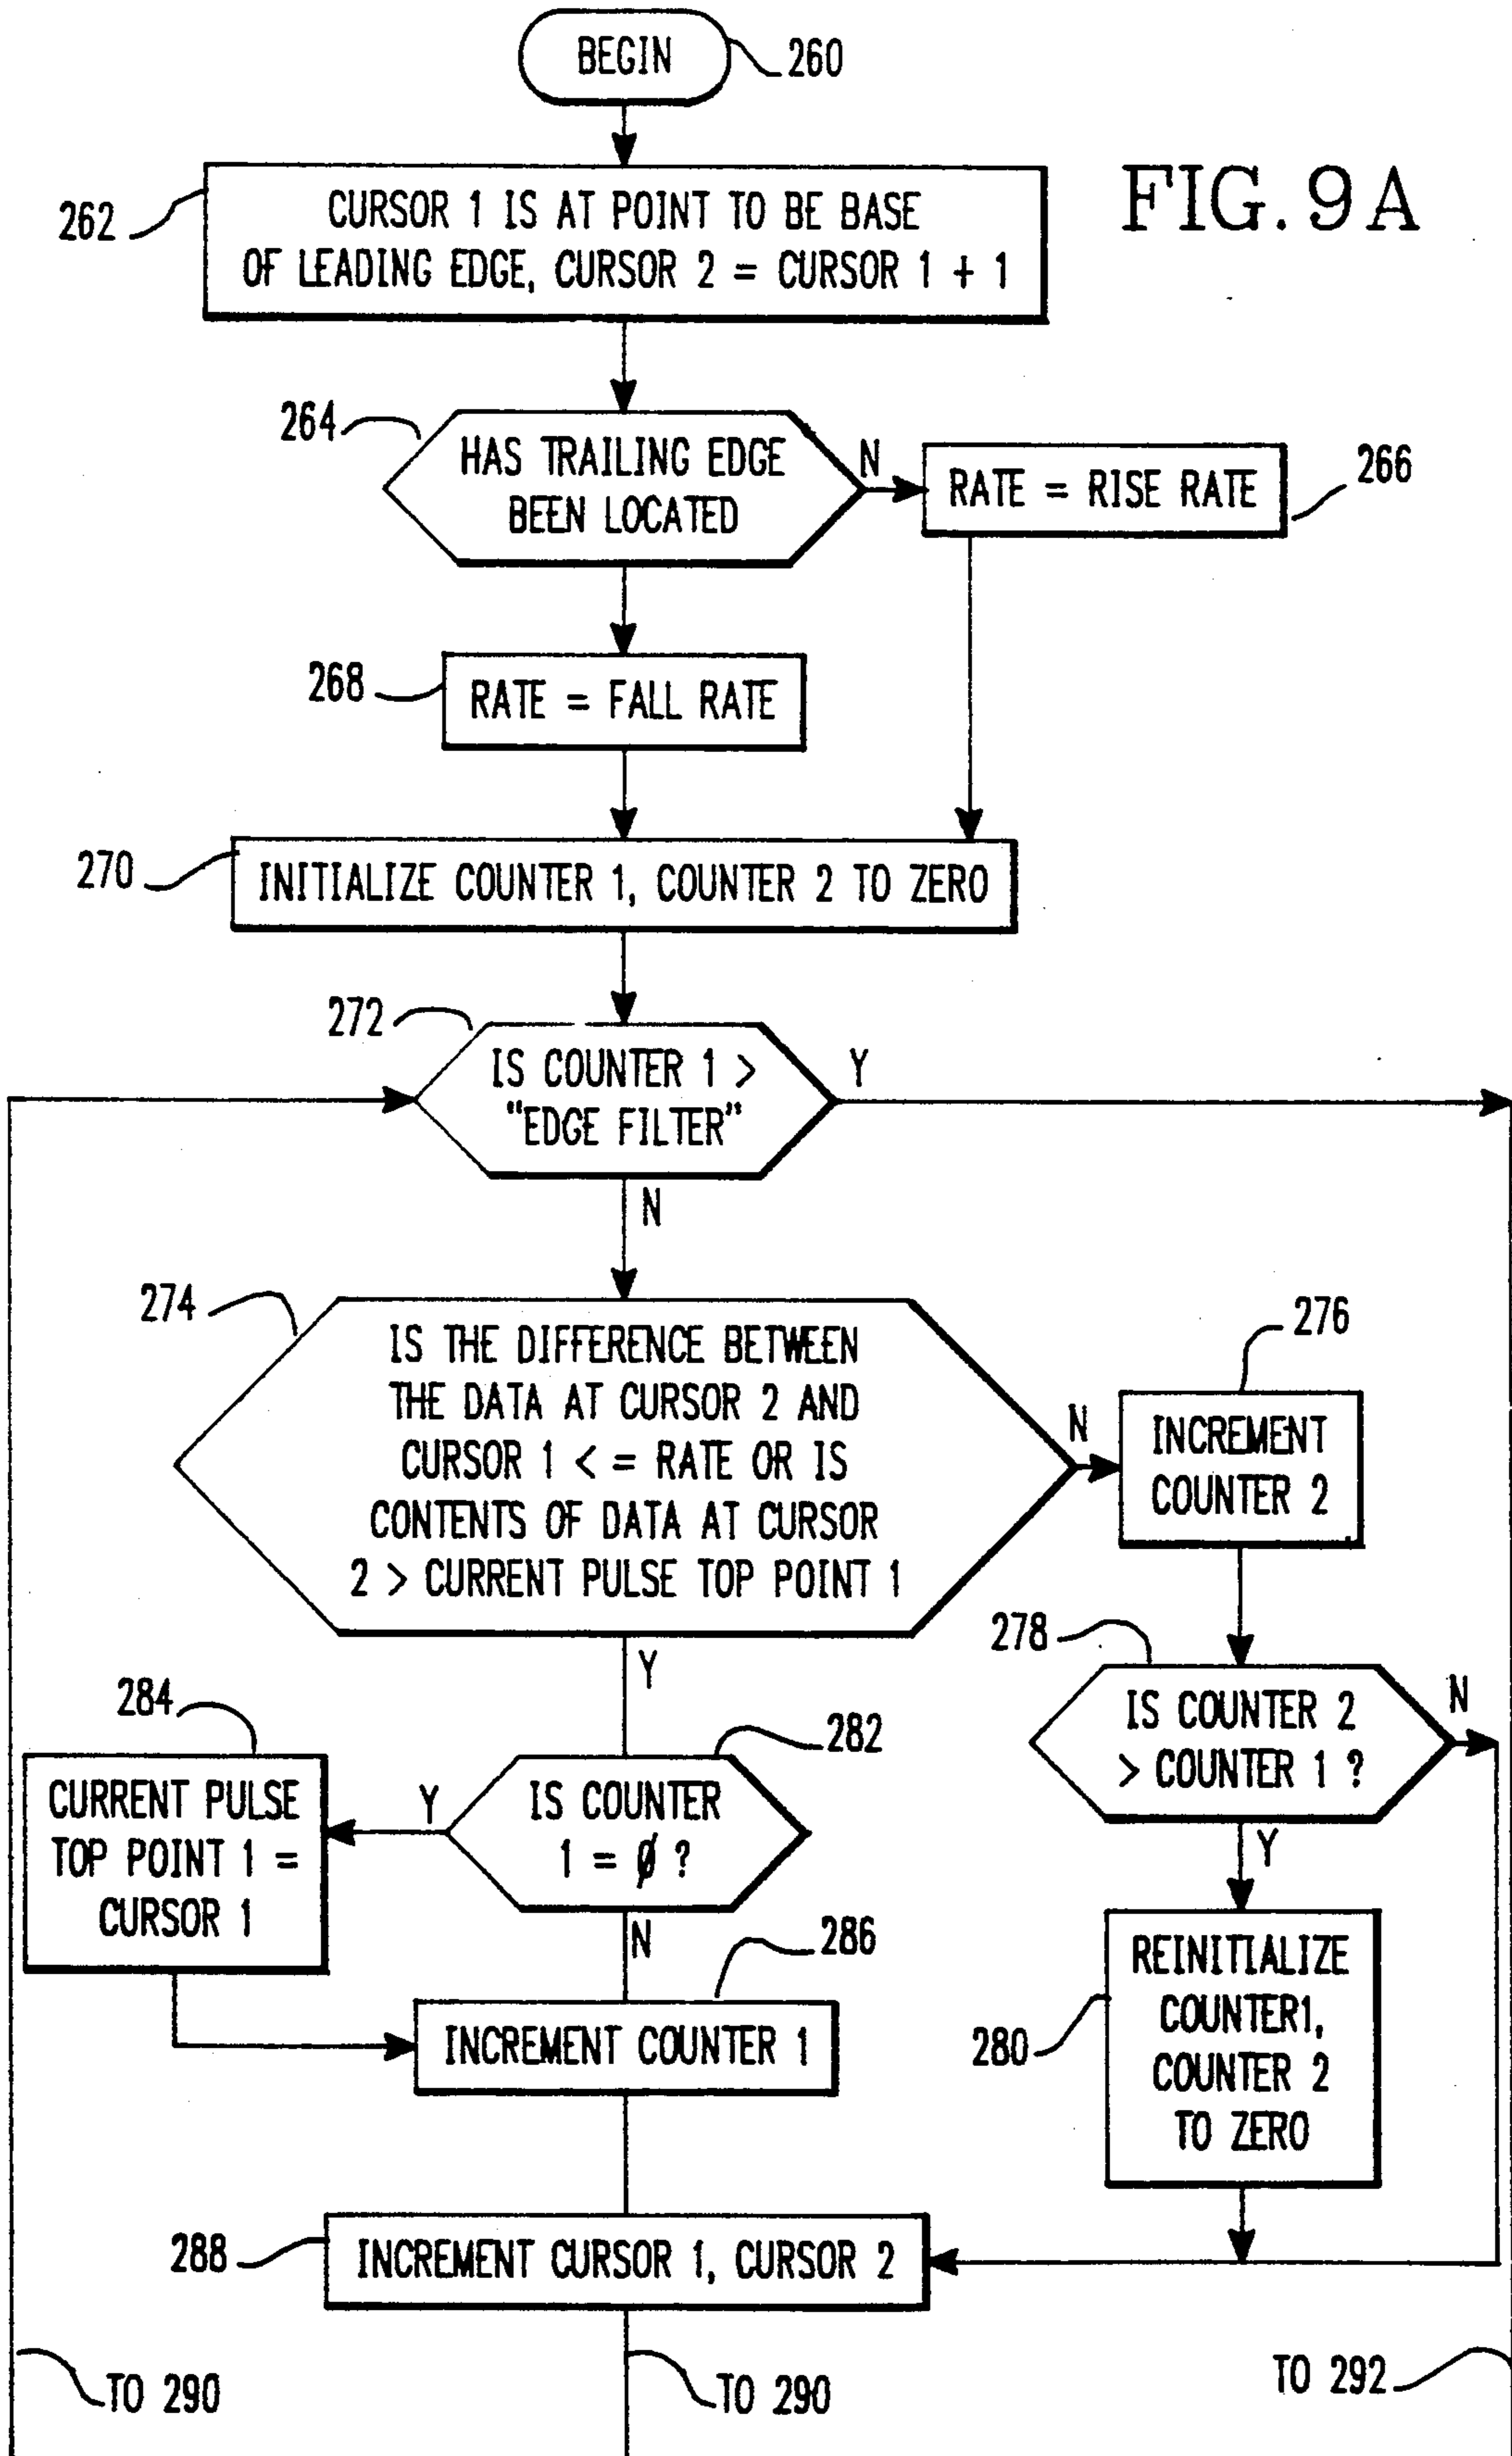 BEGIN
260
FIG. 9A
262
CURSOR 1 IS AT POINT TO BE BASE
OF LEADING EDGE, CURSOR 2 = CURSOR 1 + 1
264
HAS TRAILING EDGE
BEEN LOCATED
N
RATE = RISE RATE
266
268
RATE = FALL RATE
270
INITIALIZE COUNTER 1, COUNTER 2 TO ZERO
272
IS COUNTER 1 >
"EDGE FILTER"
Y
N
274
IS THE DIFFERENCE BETWEEN
THE DATA AT CURSOR 2 AND
CURSOR 1 < = RATE OR IS
CONTENTS OF DATA AT CURSOR
2 > CURRENT PULSE TOP POINT 1
N
276
INCREMENT
COUNTER 2
Y
278
IS COUNTER 2
> COUNTER 1 ?
N
Y
284
CURRENT PULSE
TOP POINT 1 =
CURSOR 1
Y
282
IS COUNTER
1 = Ø ?
N
286
INCREMENT COUNTER 1
280
REINITIALIZE
COUNTER1,
COUNTER 2
TO ZERO
288
INCREMENT CURSOR 1, CURSOR 2
TO 290
TO 290
TO 292